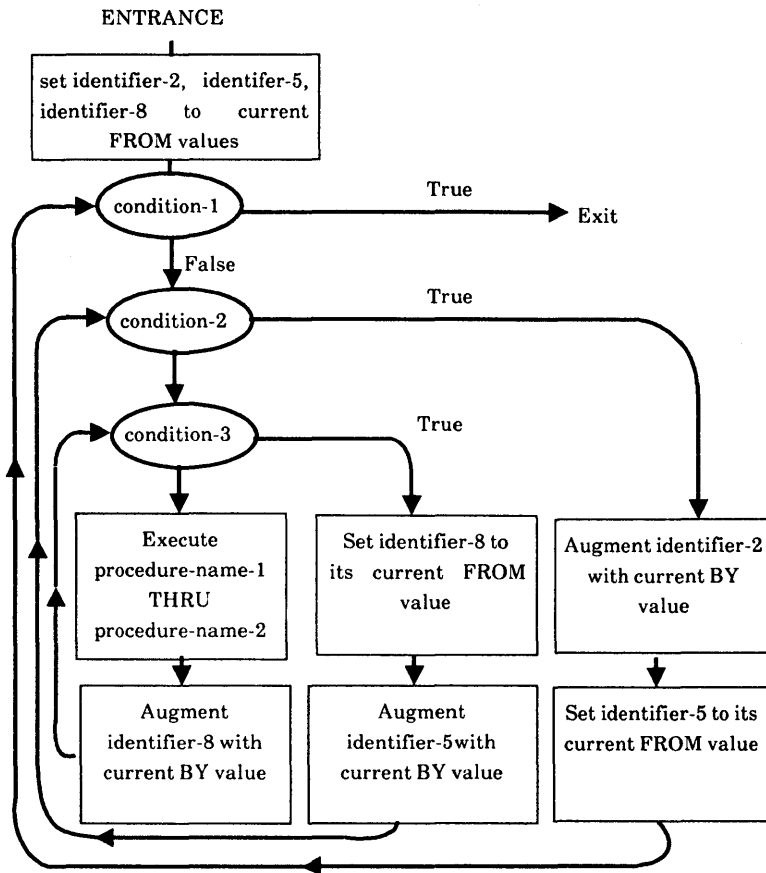 ENTRANCE
set identifier-2, identifer-5,
identifier-8 to current
FROM values
condition-1
True
Exit
False
condition-2
True
condition-3
True
Execute
procedure-name-1
THRU
procedure-name-2
Set identifier-8 to
its current FROM
value
Augment identifier-2
with current BY
value
Augment
identifier-8 with
current BY value
Augment
identifier-5with
current BY value
Set identifier-5 to its
current FROM value